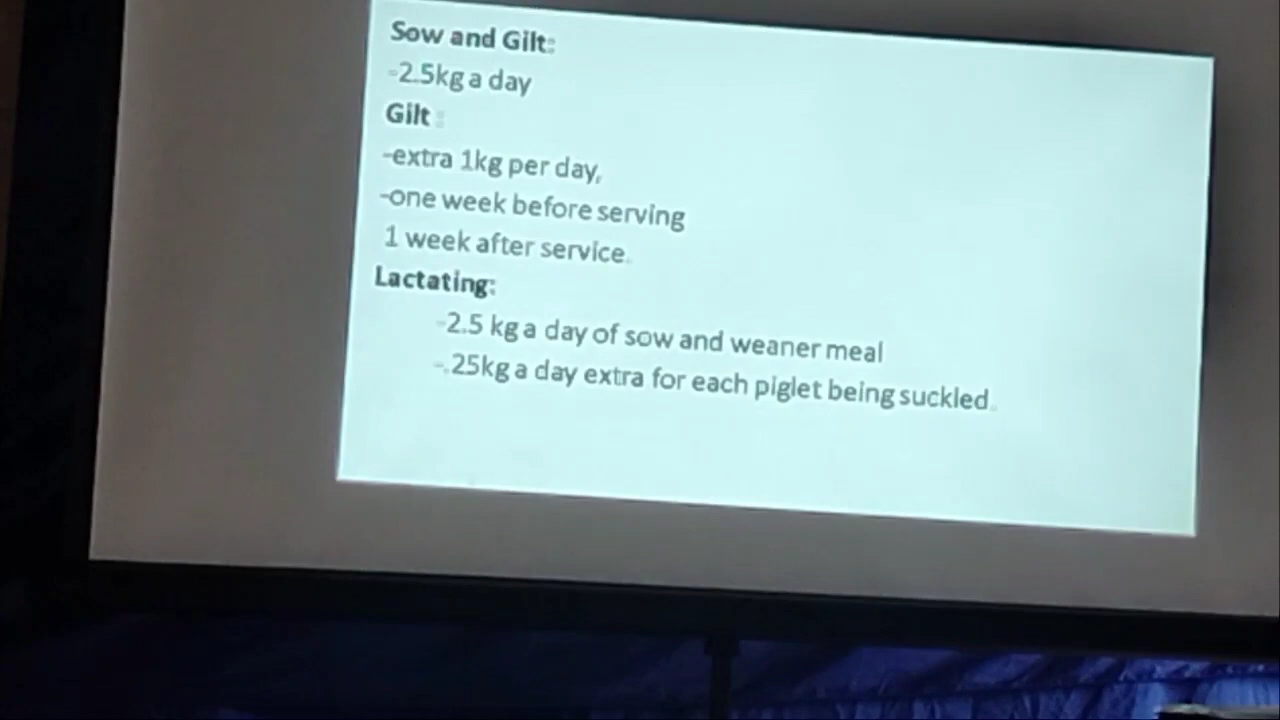 Sow and Gilt:
-2.5kg a day
Gilt :
-extra 1kg per day,
-one week before serving
1 week after service.
Lactating:
-2.5 kg a day of sow and weaner meal
-.25kg a day extra for each piglet being suckled.